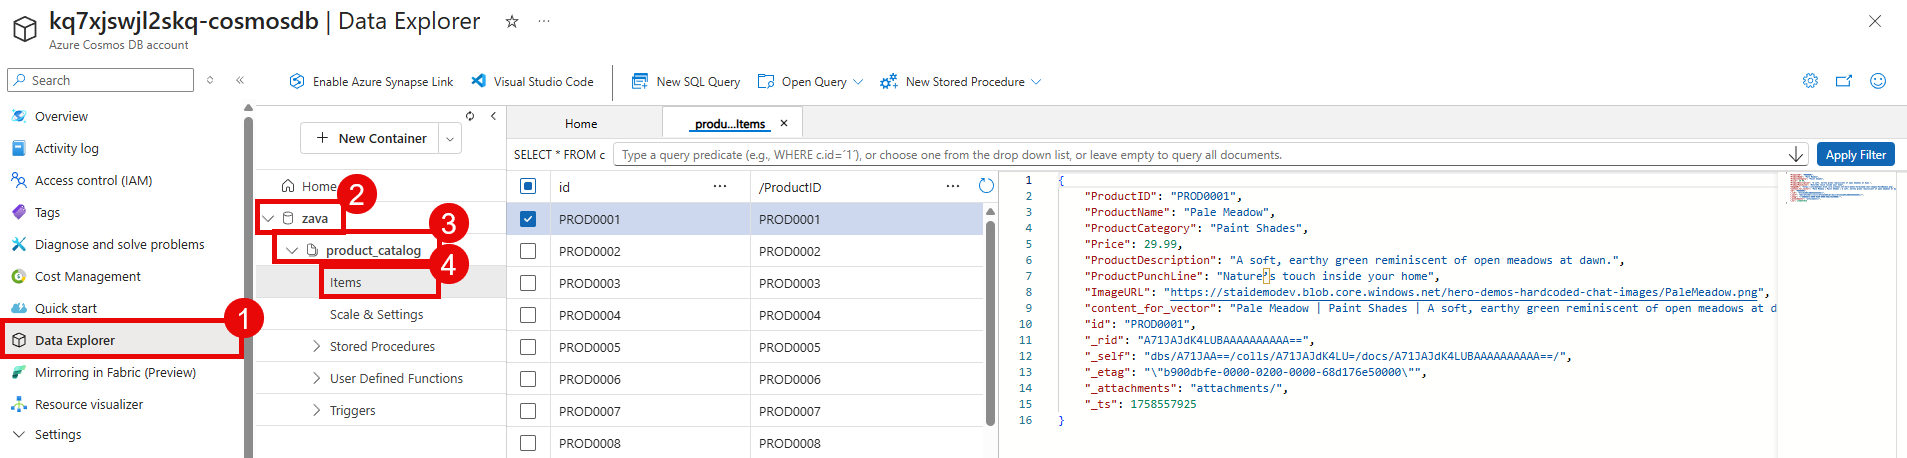 kq7xjswjl2skq-cosmosdb | Data Explorer
Azure Cosmos DB account
Search
Overview
Activity log
Access control (IAM)
Tags
Diagnose and solve problems
Cost Management
Quick start
Data Explorer
1
Mirroring in Fabric (Preview)
Resource visualizer
Settings
Enable Azure Synapse Link
Visual Studio Code
New SQL Query
Open Query
New Stored Procedure
New Container
Home
2
zava
3
product_catalog
4
Items
Scale & Settings
Stored Procedures
User Defined Functions
Triggers
Home
produ...Items
SELECT * FROM c
Type a query predicate (e.g., WHERE c.id=´1´), or choose one from the drop down list, or leave empty to query all documents.
Apply Filter
id /ProductID
PROD0001 PROD0001
PROD0002 PROD0002
PROD0003 PROD0003
PROD0004 PROD0004
PROD0005 PROD0005
PROD0006 PROD0006
PROD0007 PROD0007
PROD0008 PROD0008
1 {
2 "ProductID": "PROD0001",
3 "ProductName": "Pale Meadow",
4 "ProductCategory": "Paint Shades",
5 "Price": 29.99,
6 "ProductDescription": "A soft, earthy green reminiscent of open meadows at dawn.",
7 "ProductPunchLine": "Nature’s touch inside your home",
8 "ImageURL": "https://staidemodev.blob.core.windows.net/hero-demos-hardcoded-chat-images/PaleMeadow.png",
9 "content_for_vector": "Pale Meadow | Paint Shades | A soft, earthy green reminiscent of open meadows at d
10 "id": "PROD0001",
11 "_rid": "A71JAJdK4LUBAAAAAAAAAA==",
12 "_self": "dbs/A71JAA==/colls/A71JAJdK4LU=/docs/A71JAJdK4LUBAAAAAAAAAA==/",
13 "_etag": "\"b900dbfe-0000-0200-0000-68d176e50000\"",
14 "_attachments": "attachments/",
15 "_ts": 1758557925
16 }